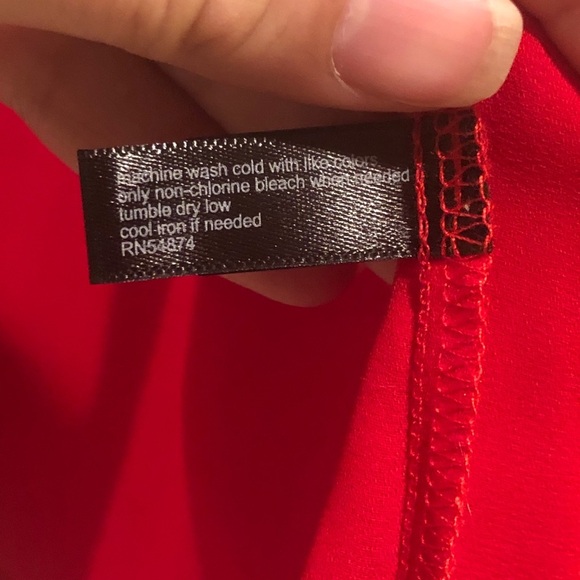 machine wash cold with like colors
only non-chlorine bleach when needed
tumble dry low
cool iron if needed
RN54874